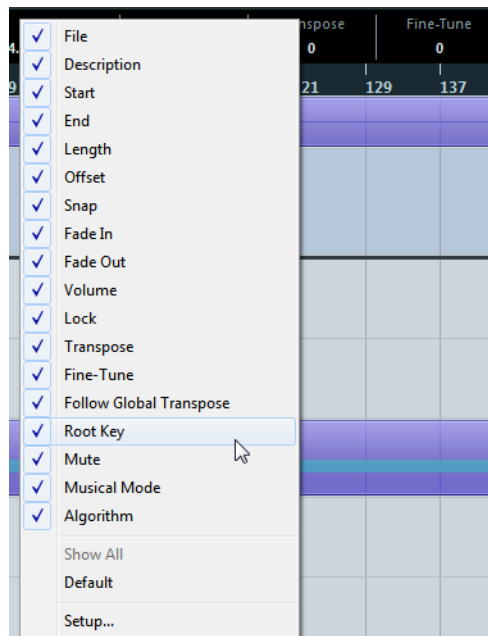 Fine-Tune
0
0
21 129 137
File
Description
Start
End
Length
Offset
Snap
Fade In
Fade Out
Volume
Lock
Transpose
Fine-Tune
Follow Global Transpose
Root Key
Mute
Musical Mode
Algorithm
Show All
Default
Setup...